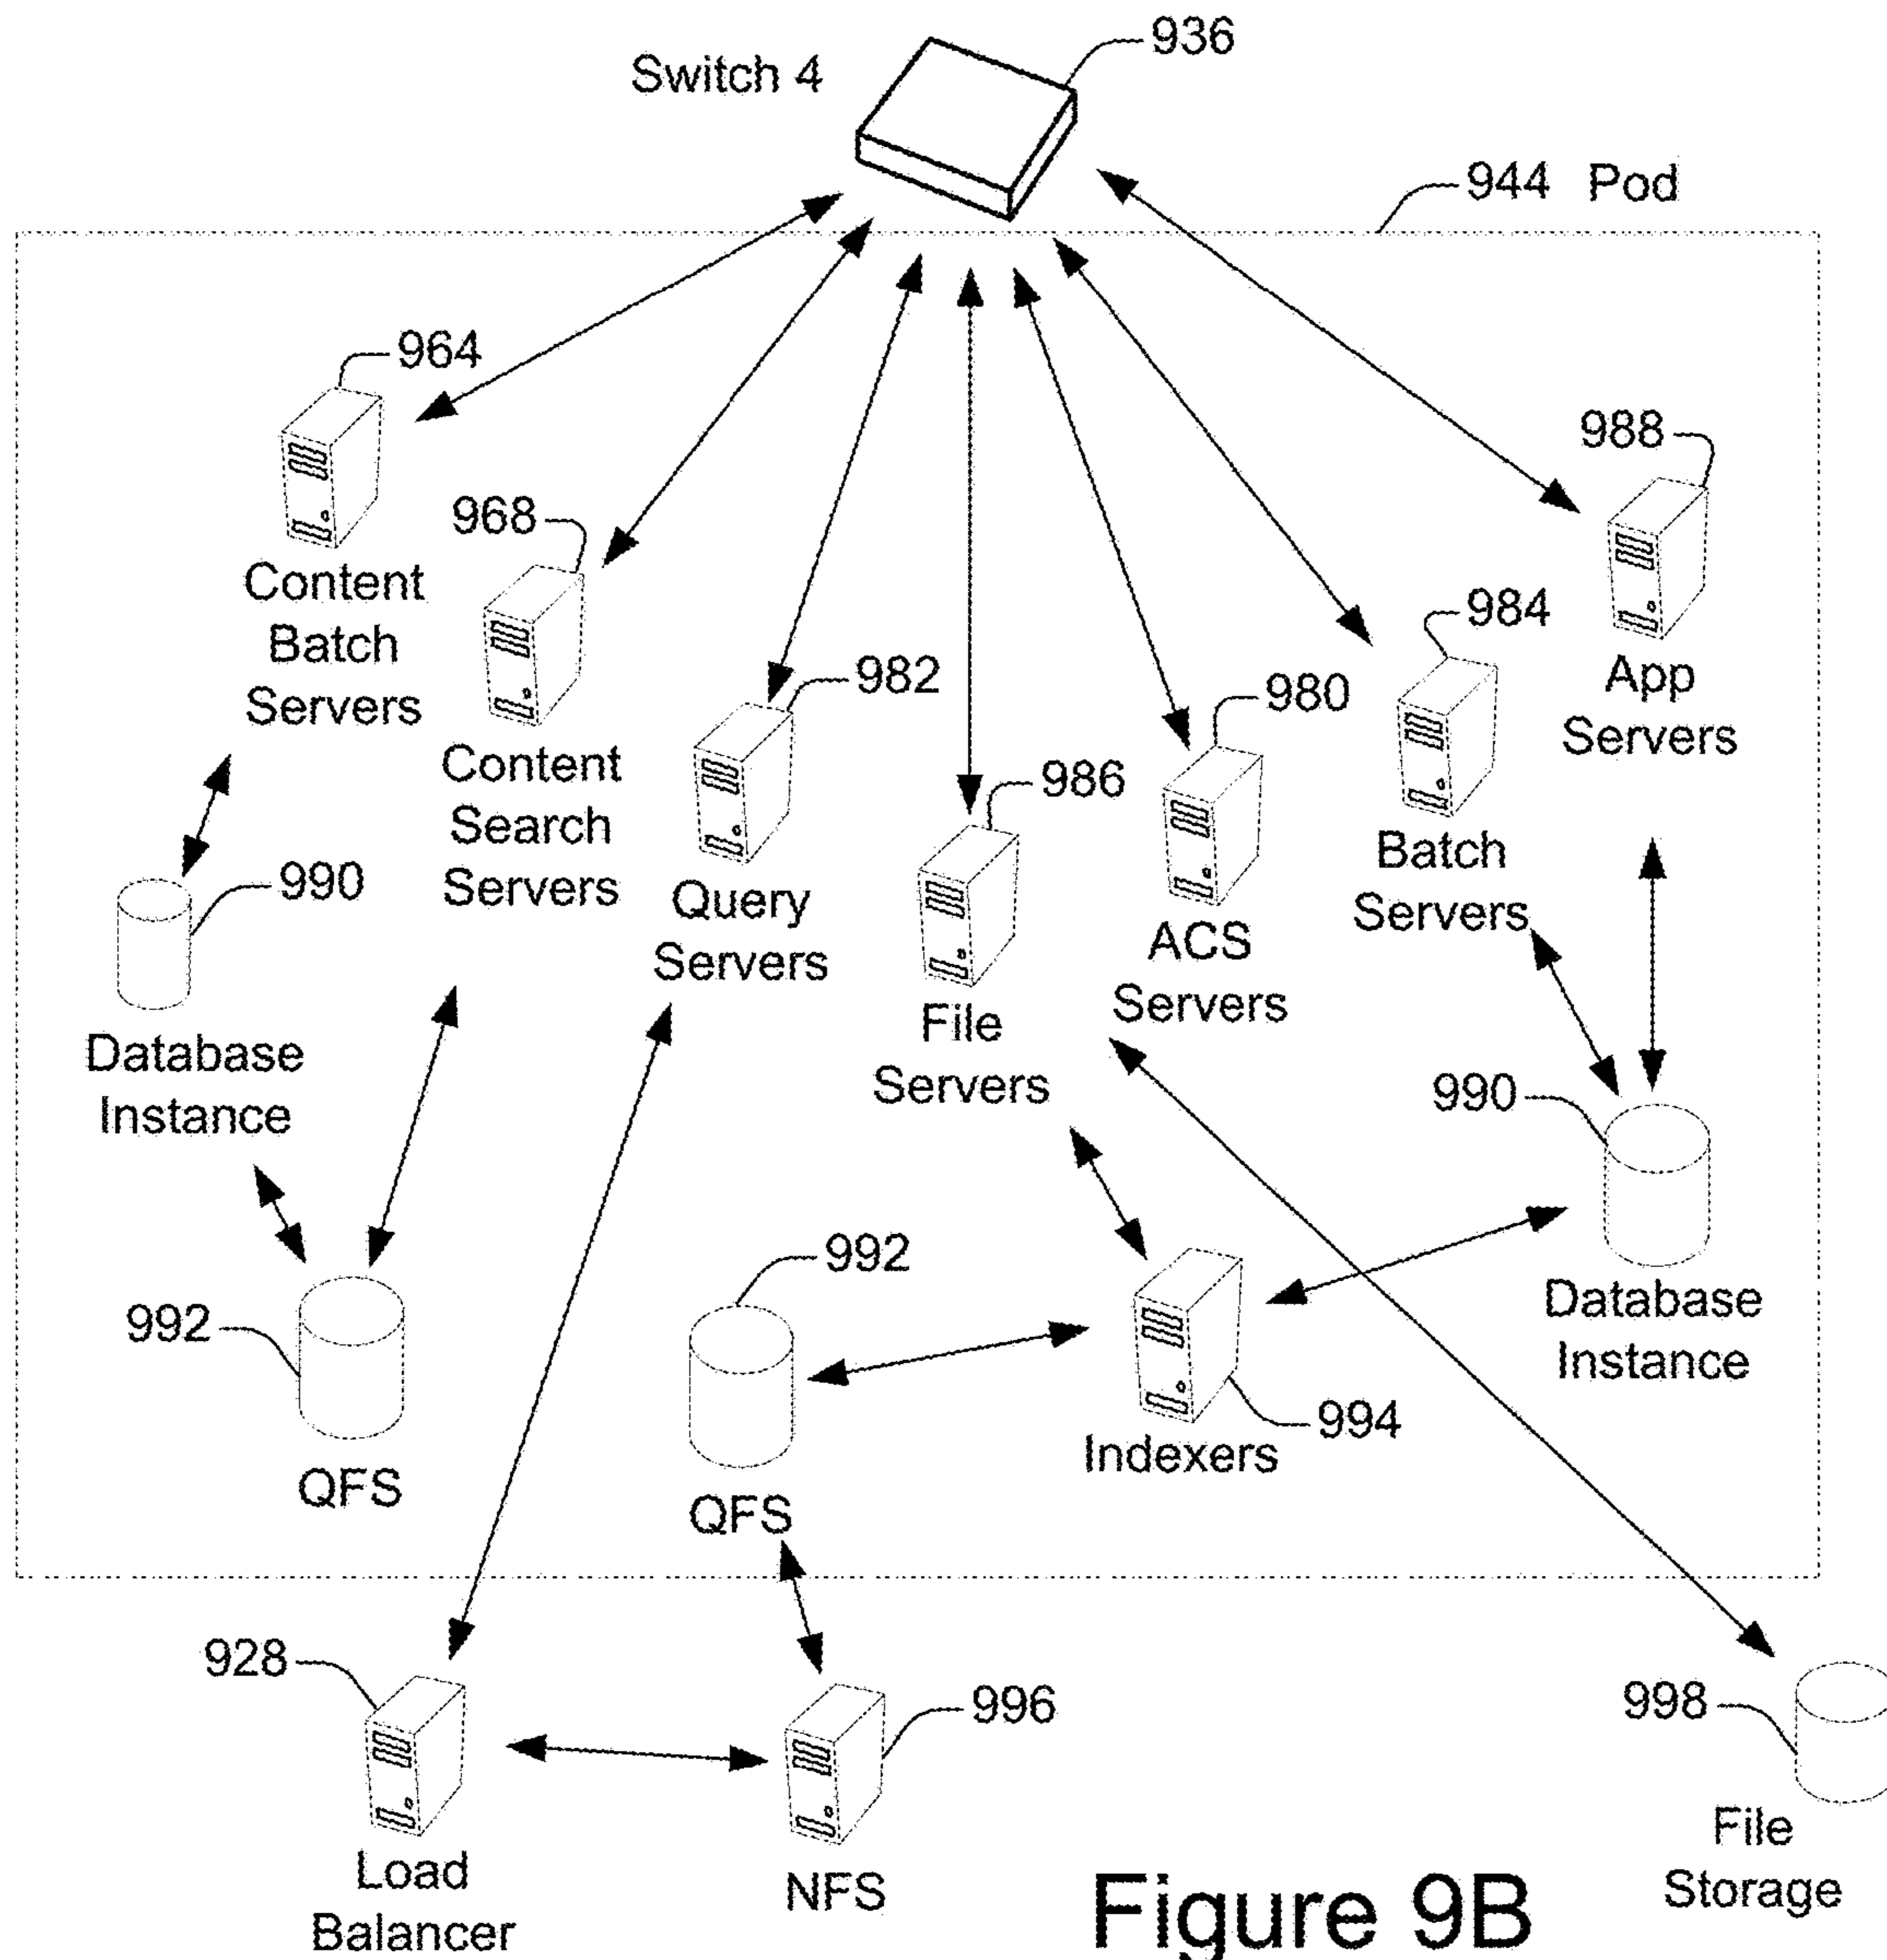 936
Switch 4
944 Pod
964
988
968
Content
Batch
Servers
984
982
980
App
Servers
Content
Search
Servers
986
Batch
Servers
990
Query
Servers
ACS
Servers
File
Servers
Database
Instance
990
992
992
Database
Instance
994
Indexers
QFS
QFS
928
996
998
Load
Balancer
NFS
File
Storage
Figure 9B